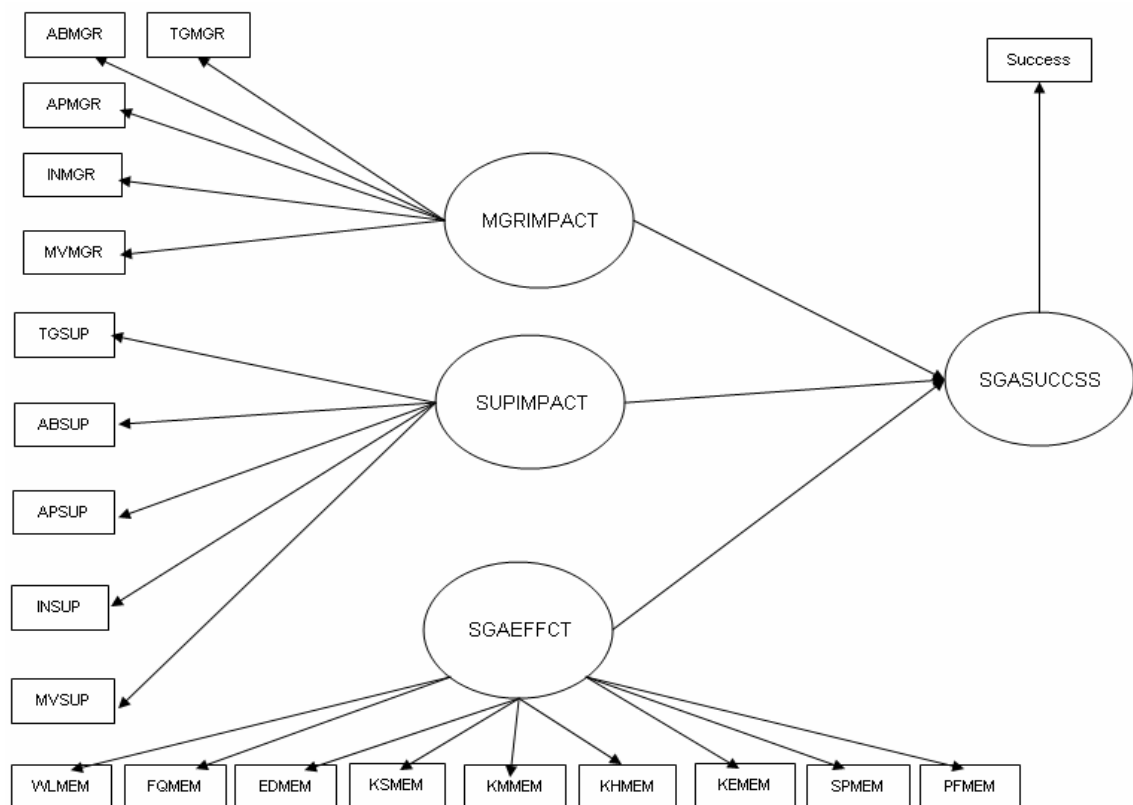 ABMGR
TGMGR
Success
APMGR
INMGR
MGRIMPACT
MVMGR
TGSUP
SGASUCCSS
SUPIMPACT
ABSUP
APSUP
INSUP
SGAEFFCT
MVSUP
WLMEM
FQMEM
EDMEM
KSMEM
KMMEM
KHMEM
KEMEM
SPMEM
PFMEM